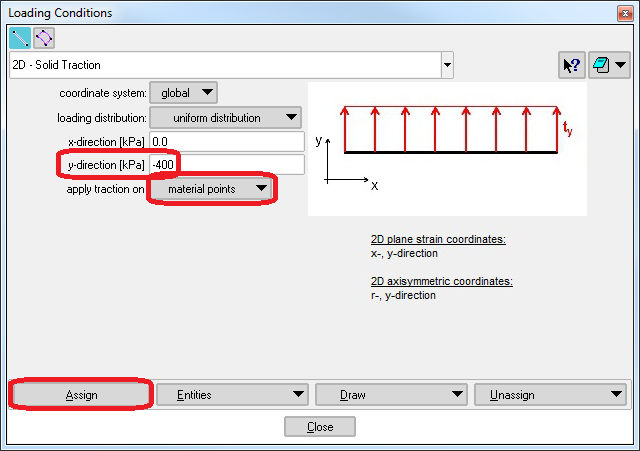 Loading Conditions
2D - Solid Traction
coordinate system: global
loading distribution: uniform distribution
x-direction [kPa] 0.0
y-direction [kPa] -400
apply traction on material points
ty
y
x
2D plane strain coordinates:
x-, y-direction
2D axisymmetric coordinates:
r-, y-direction
Assign Entities Draw Unassign
Close